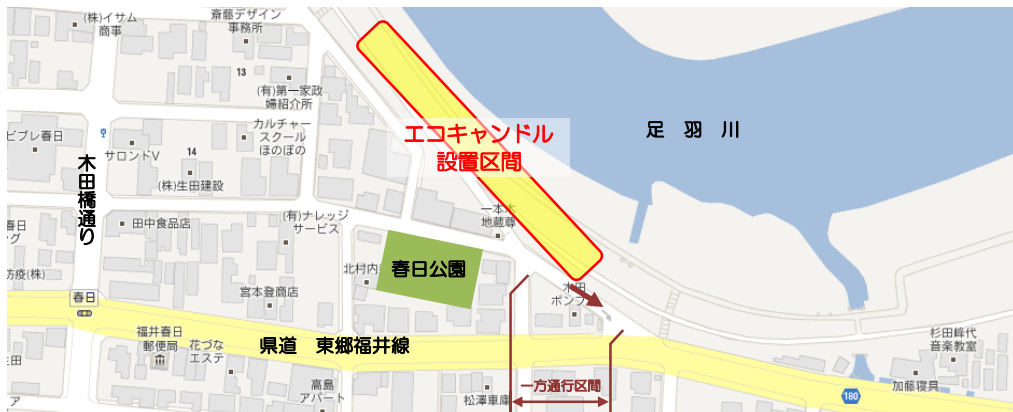 (株)イサム
商事
斎藤デザイン
事務所
13
(有)第一家政
婦紹介所
エコキャンドル
設置区間
足 羽 川
ビブレ春日
サロンドV
カルチャー
スクール
ほのぼの
14
(株)生田建設
木田橋通り
田中食品店
(有)ナレッジ
サービス
一本木
地蔵尊
春日
北村内
春日公園
防疫(株)
宮本登商店
木田
ポンプ
春日
福井春日
郵便局
花づな
エステ
県道 東郷福井線
杉田峰代
音楽教室
高島
アパート
松澤車庫
一方通行区間
180
加藤寝具